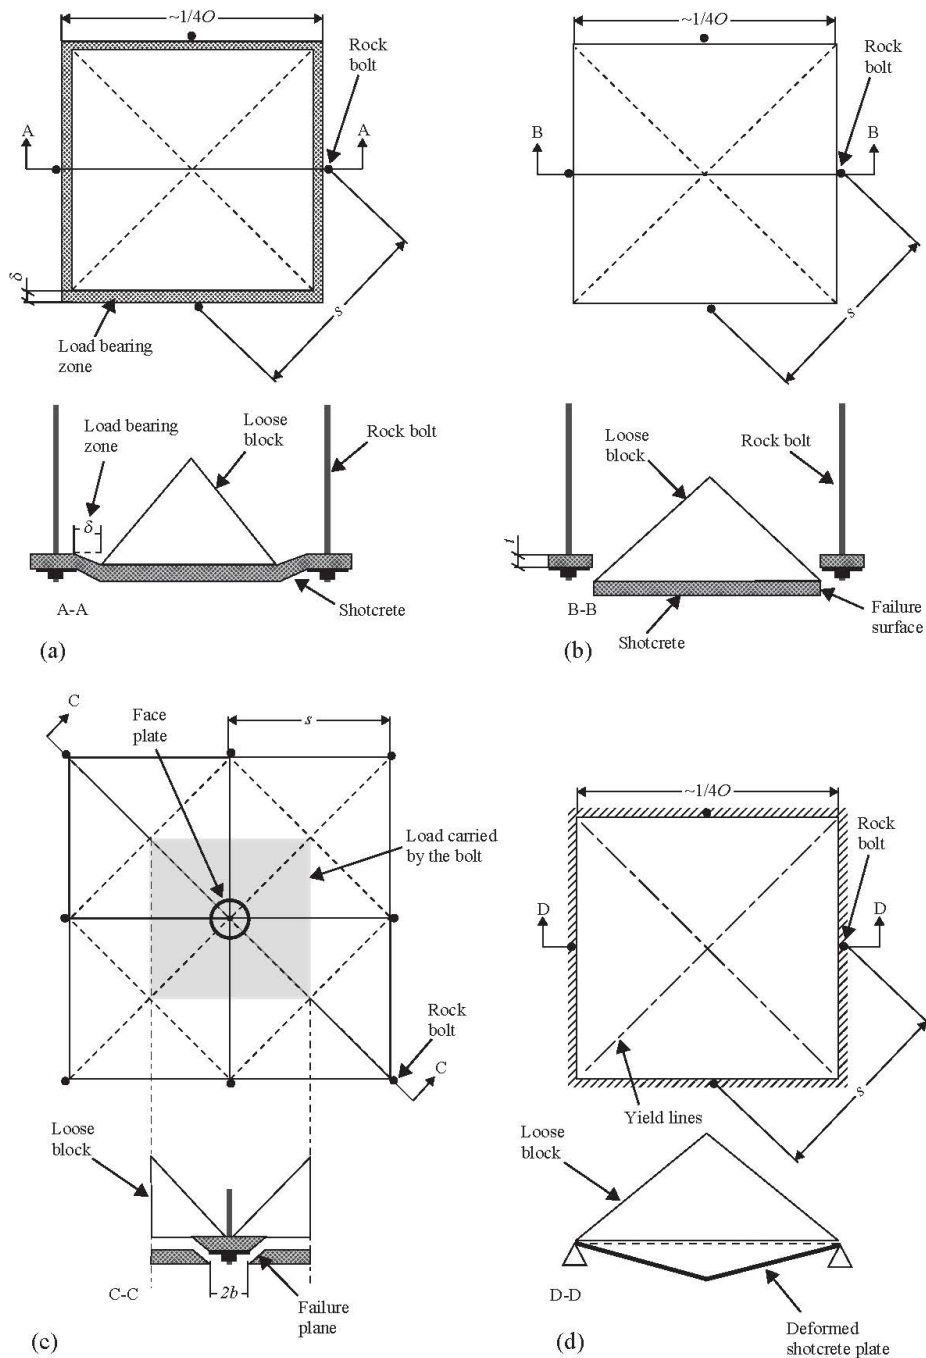 ~1/4O
Rock
bolt
A
A
δ
s
Load bearing
zone
Load bearing
zone
Loose
block
Rock bolt
δ
Shotcrete
A-A
(a)
~1/4O
Rock
bolt
B
B
s
Loose
block
Rock bolt
t
B-B
Failure
surface
Shotcrete
(b)
C
Face
plate
s
Load carried
by the bolt
Rock
bolt
C
Loose
block
C-C
2b
Failure
plane
(c)
~1/4O
Rock
bolt
D
D
s
Yield lines
Loose
block
D-D
Deformed
shotcrete plate
(d)